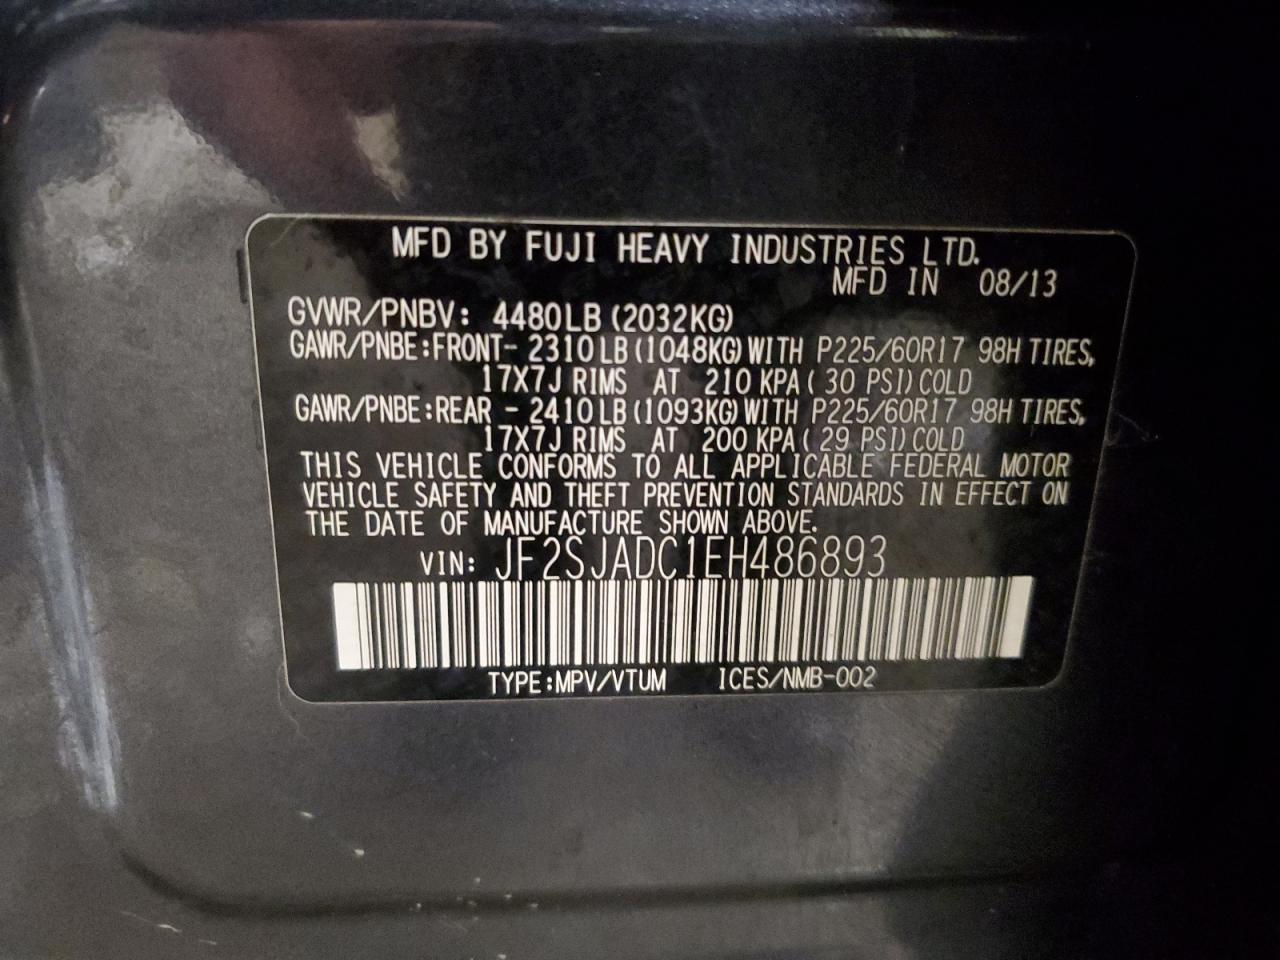 MFD BY FUJI HEAVY INDUSTRIES LTD.
MFD IN 08/13
GVWR/PNBV: 4480LB (2032KG)
GAWR/PNBE:FRONT- 2310 LB (1048KG) WITH P225/60R17 98H TIRES,
17X7J RIMS AT 210 KPA ( 30 PSI) COLD
GAWR/PNBE:REAR - 2410 LB (1093KG) WITH P225/60R17 98H TIRES,
17X7J RIMS AT 200 KPA ( 29 PSI) COLD
THIS VEHICLE CONFORMS TO ALL APPLICABLE FEDERAL MOTOR
VEHICLE SAFETY AND THEFT PREVENTION STANDARDS IN EFFECT ON
THE DATE OF MANUFACTURE SHOWN ABOVE.
VIN: JF2SJADC1EH486893
TYPE:MPV/VTUM ICES/NMB-002